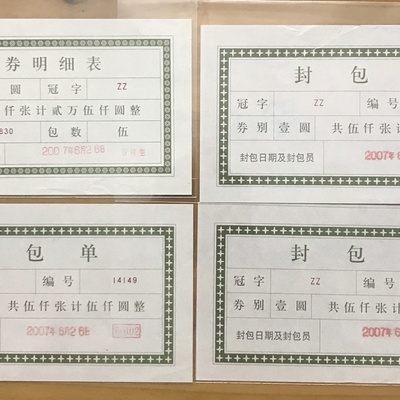 券明细表
圆 冠字 ZZ
仟张计贰万伍仟圆整
830 包数 伍
2007年6月26日
封包
冠字 ZZ 编号
券别 壹圆 共伍仟张计
封包日期及封包员 2007年6
包单
编号 14149
共伍仟张计伍仟圆整
2007年6月26日
封包
冠字 ZZ
券别 壹圆 共伍仟张计
封包日期及封包员 2007年6